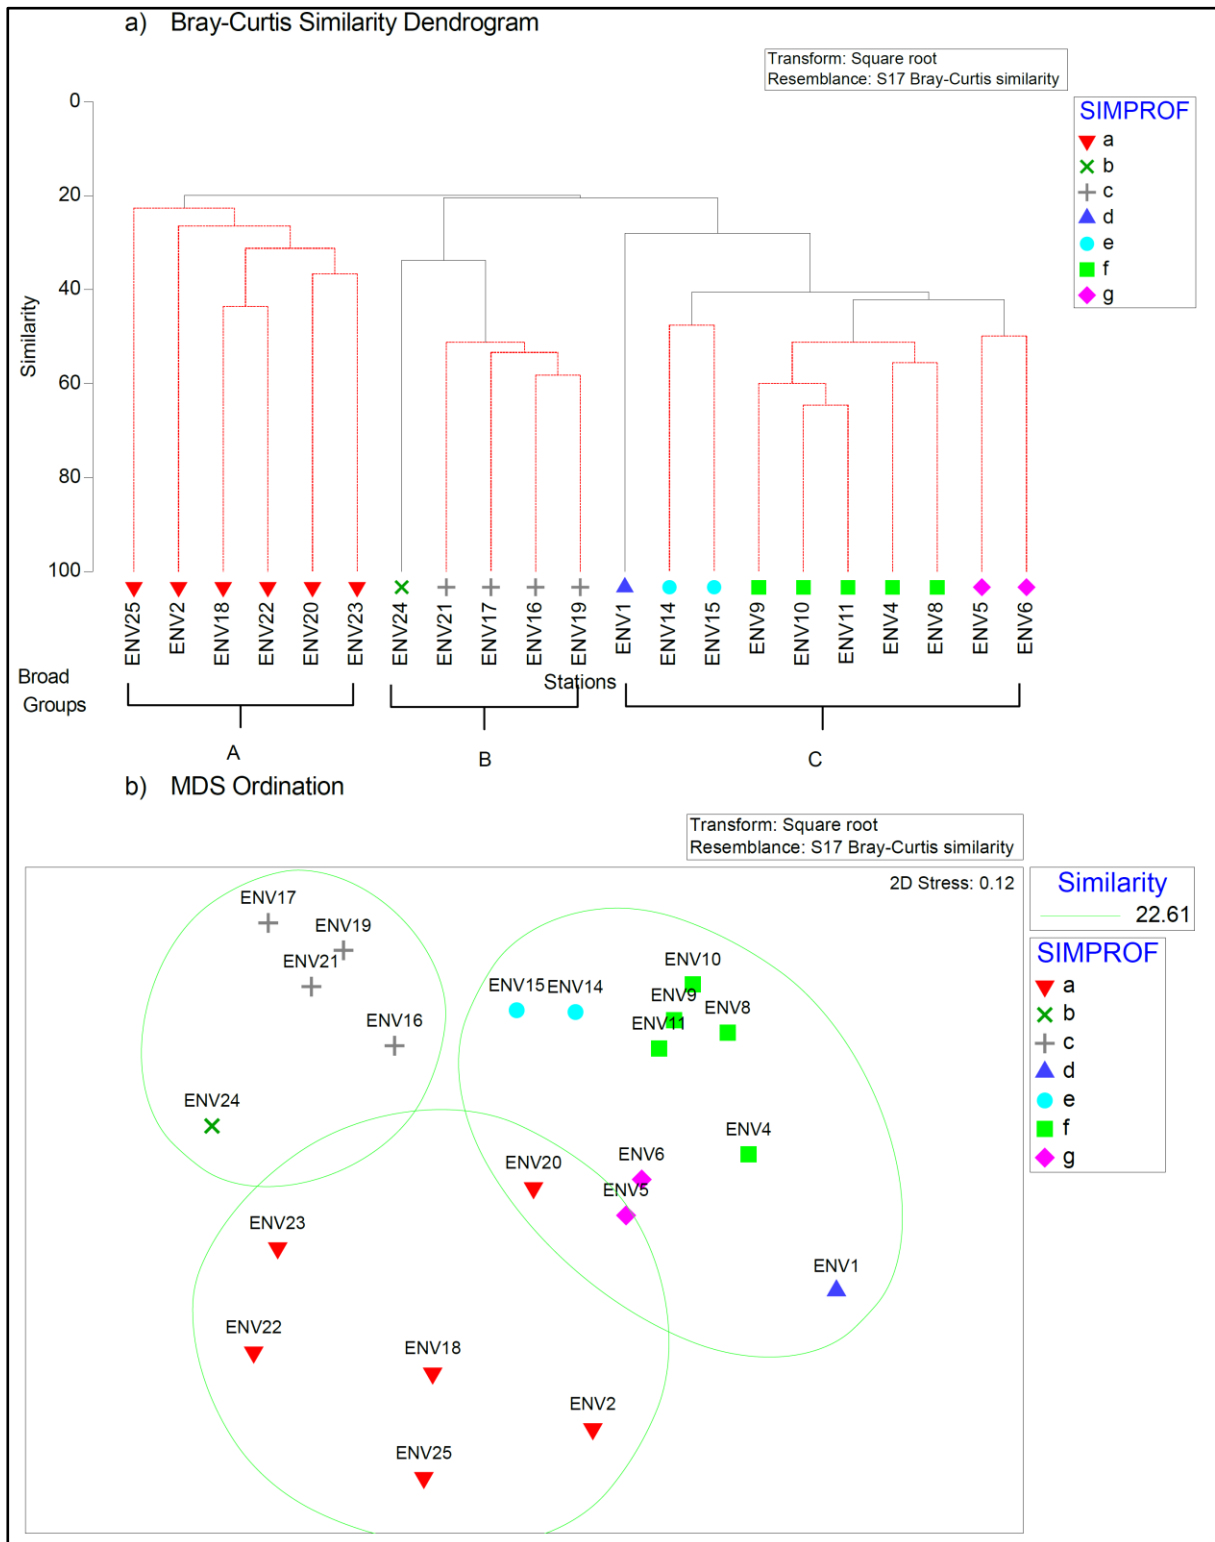 a) Bray-Curtis Similarity Dendrogram
Transform: Square root
Resemblance: S17 Bray-Curtis similarity
SIMPROF
a
b
c
d
e
f
g
Similarity
0
20
40
60
80
100
ENV25
ENV2
ENV18
ENV22
ENV20
ENV23
ENV24
ENV21
ENV17
ENV16
ENV19
ENV1
ENV14
ENV15
ENV9
ENV10
ENV11
ENV4
ENV8
ENV5
ENV6
Stations
Broad
Groups
A
B
C
b) MDS Ordination
Transform: Square root
Resemblance: S17 Bray-Curtis similarity
2D Stress: 0.12
Similarity
22.61
SIMPROF
a
b
c
d
e
f
g
ENV17
ENV19
ENV21
ENV16
ENV24
ENV15
ENV14
ENV10
ENV9
ENV8
ENV11
ENV4
ENV6
ENV20
ENV5
ENV23
ENV1
ENV22
ENV18
ENV2
ENV25